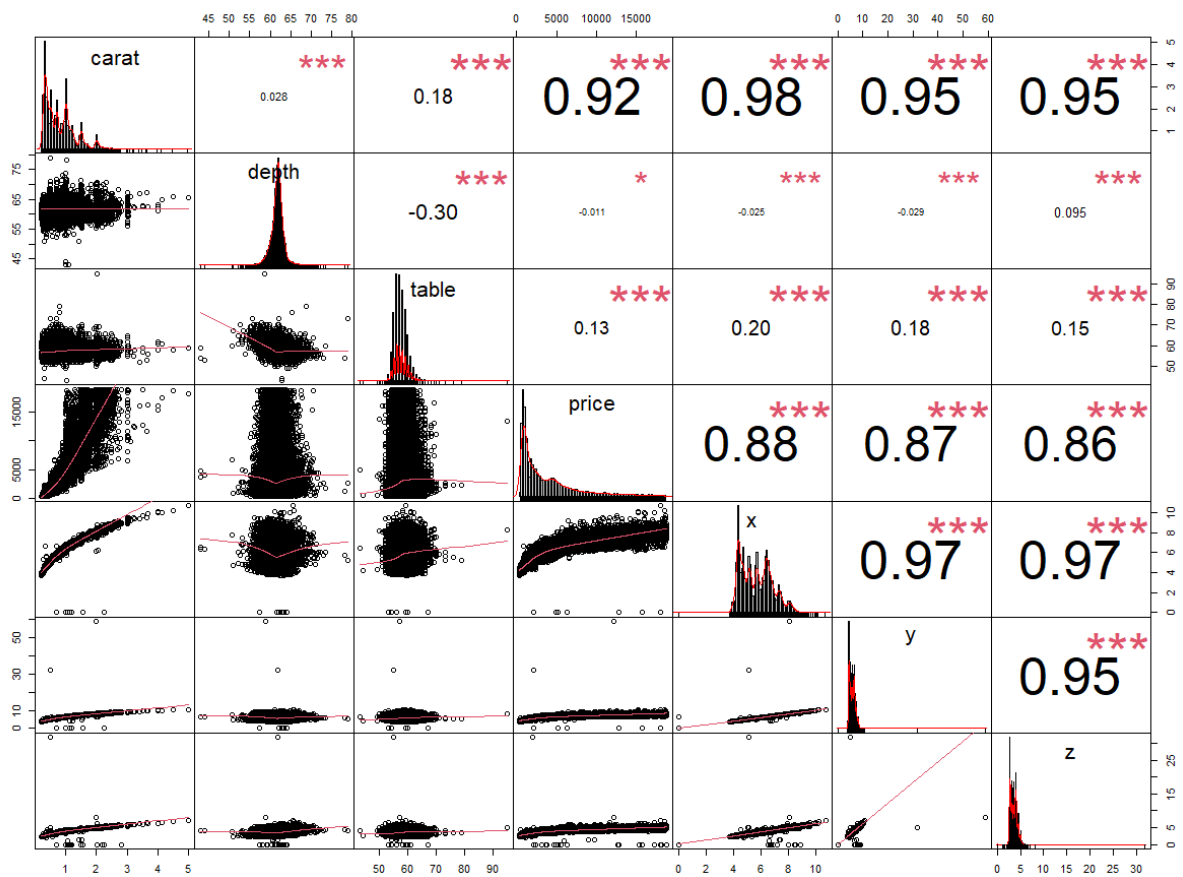 45 50 55 60 65 70 75 80 0 5000 10000 15000 0 10 30 50 60
carat *** 0.028 *** 0.18 *** 0.92 *** 0.98 *** 0.95 *** 0.95 1 2 3 4 5
45 55 65 75 depth *** -0.30 * -0.011 *** -0.025 *** -0.029 *** 0.095
table *** 0.13 *** 0.20 *** 0.18 *** 0.15 50 60 70 80 90
0 5000 15000 price *** 0.88 *** 0.87 *** 0.86
x *** 0.97 *** 0.97 0 2 4 6 8 10
0 10 30 50 y *** 0.95
z 0 5 15 25
1 2 3 4 5 50 60 70 80 90 0 2 4 6 8 10 0 5 10 15 20 25 30